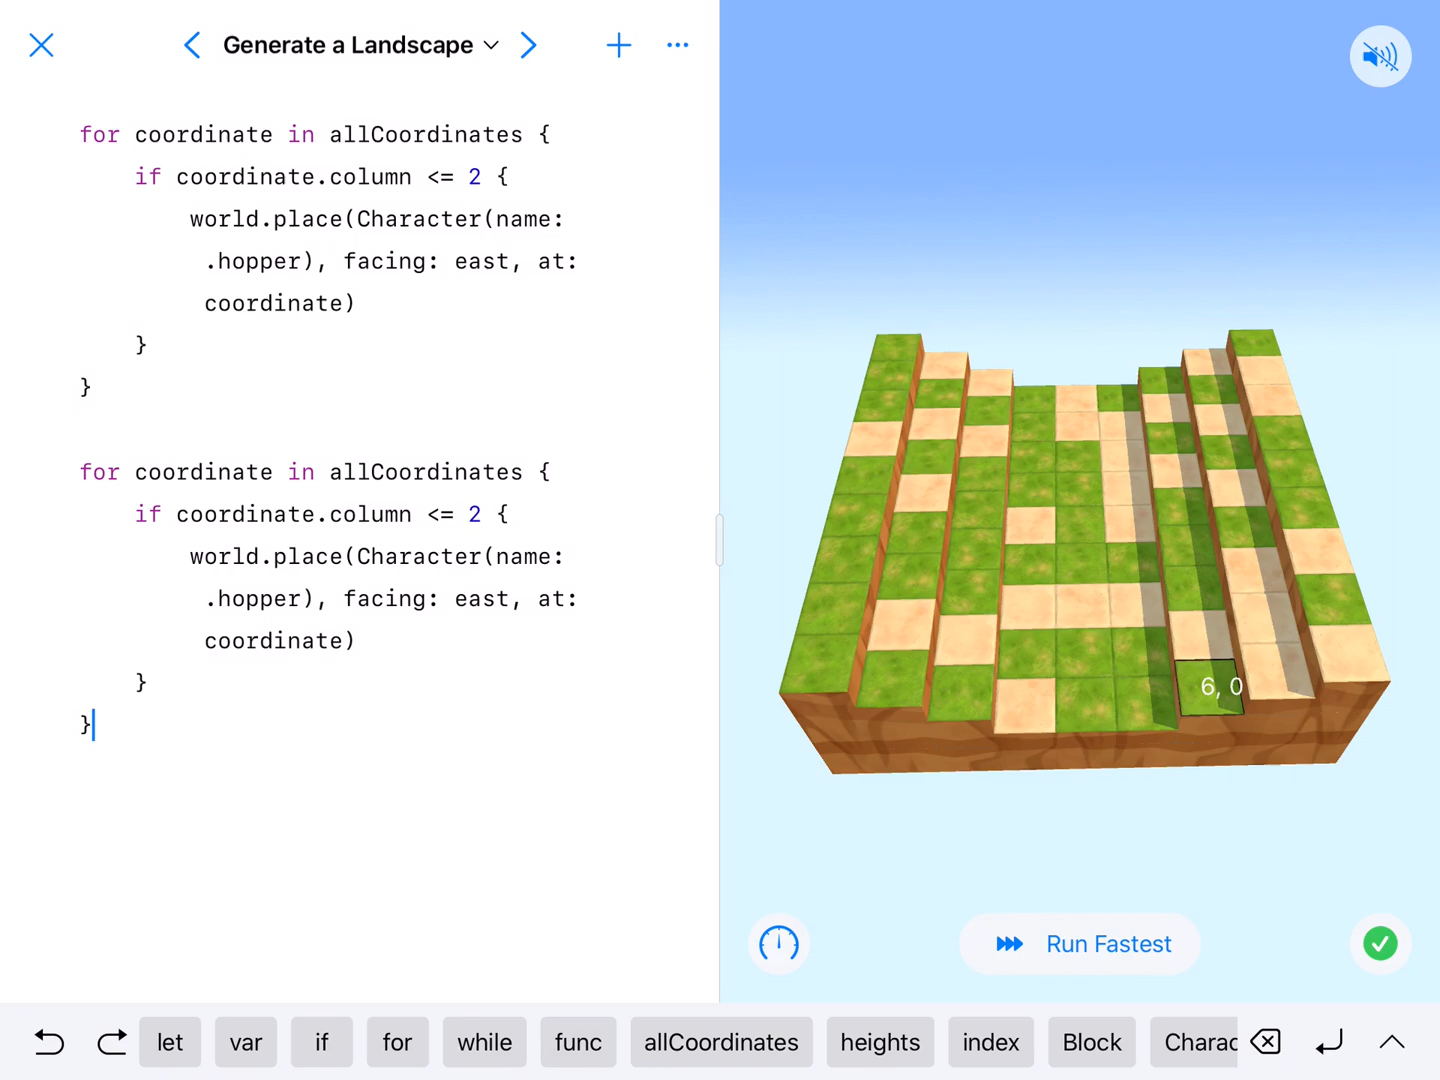 Generate a Landscape
for coordinate in allCoordinates {
if coordinate.column <= 2 {
world.place(Character(name:
.hopper), facing: east, at:
coordinate)
}
}
for coordinate in allCoordinates {
if coordinate.column <= 2 {
world.place(Character(name:
.hopper), facing: east, at:
coordinate)
}
}
6, 0
Run Fastest
let var if for while func allCoordinates heights index Block Charac